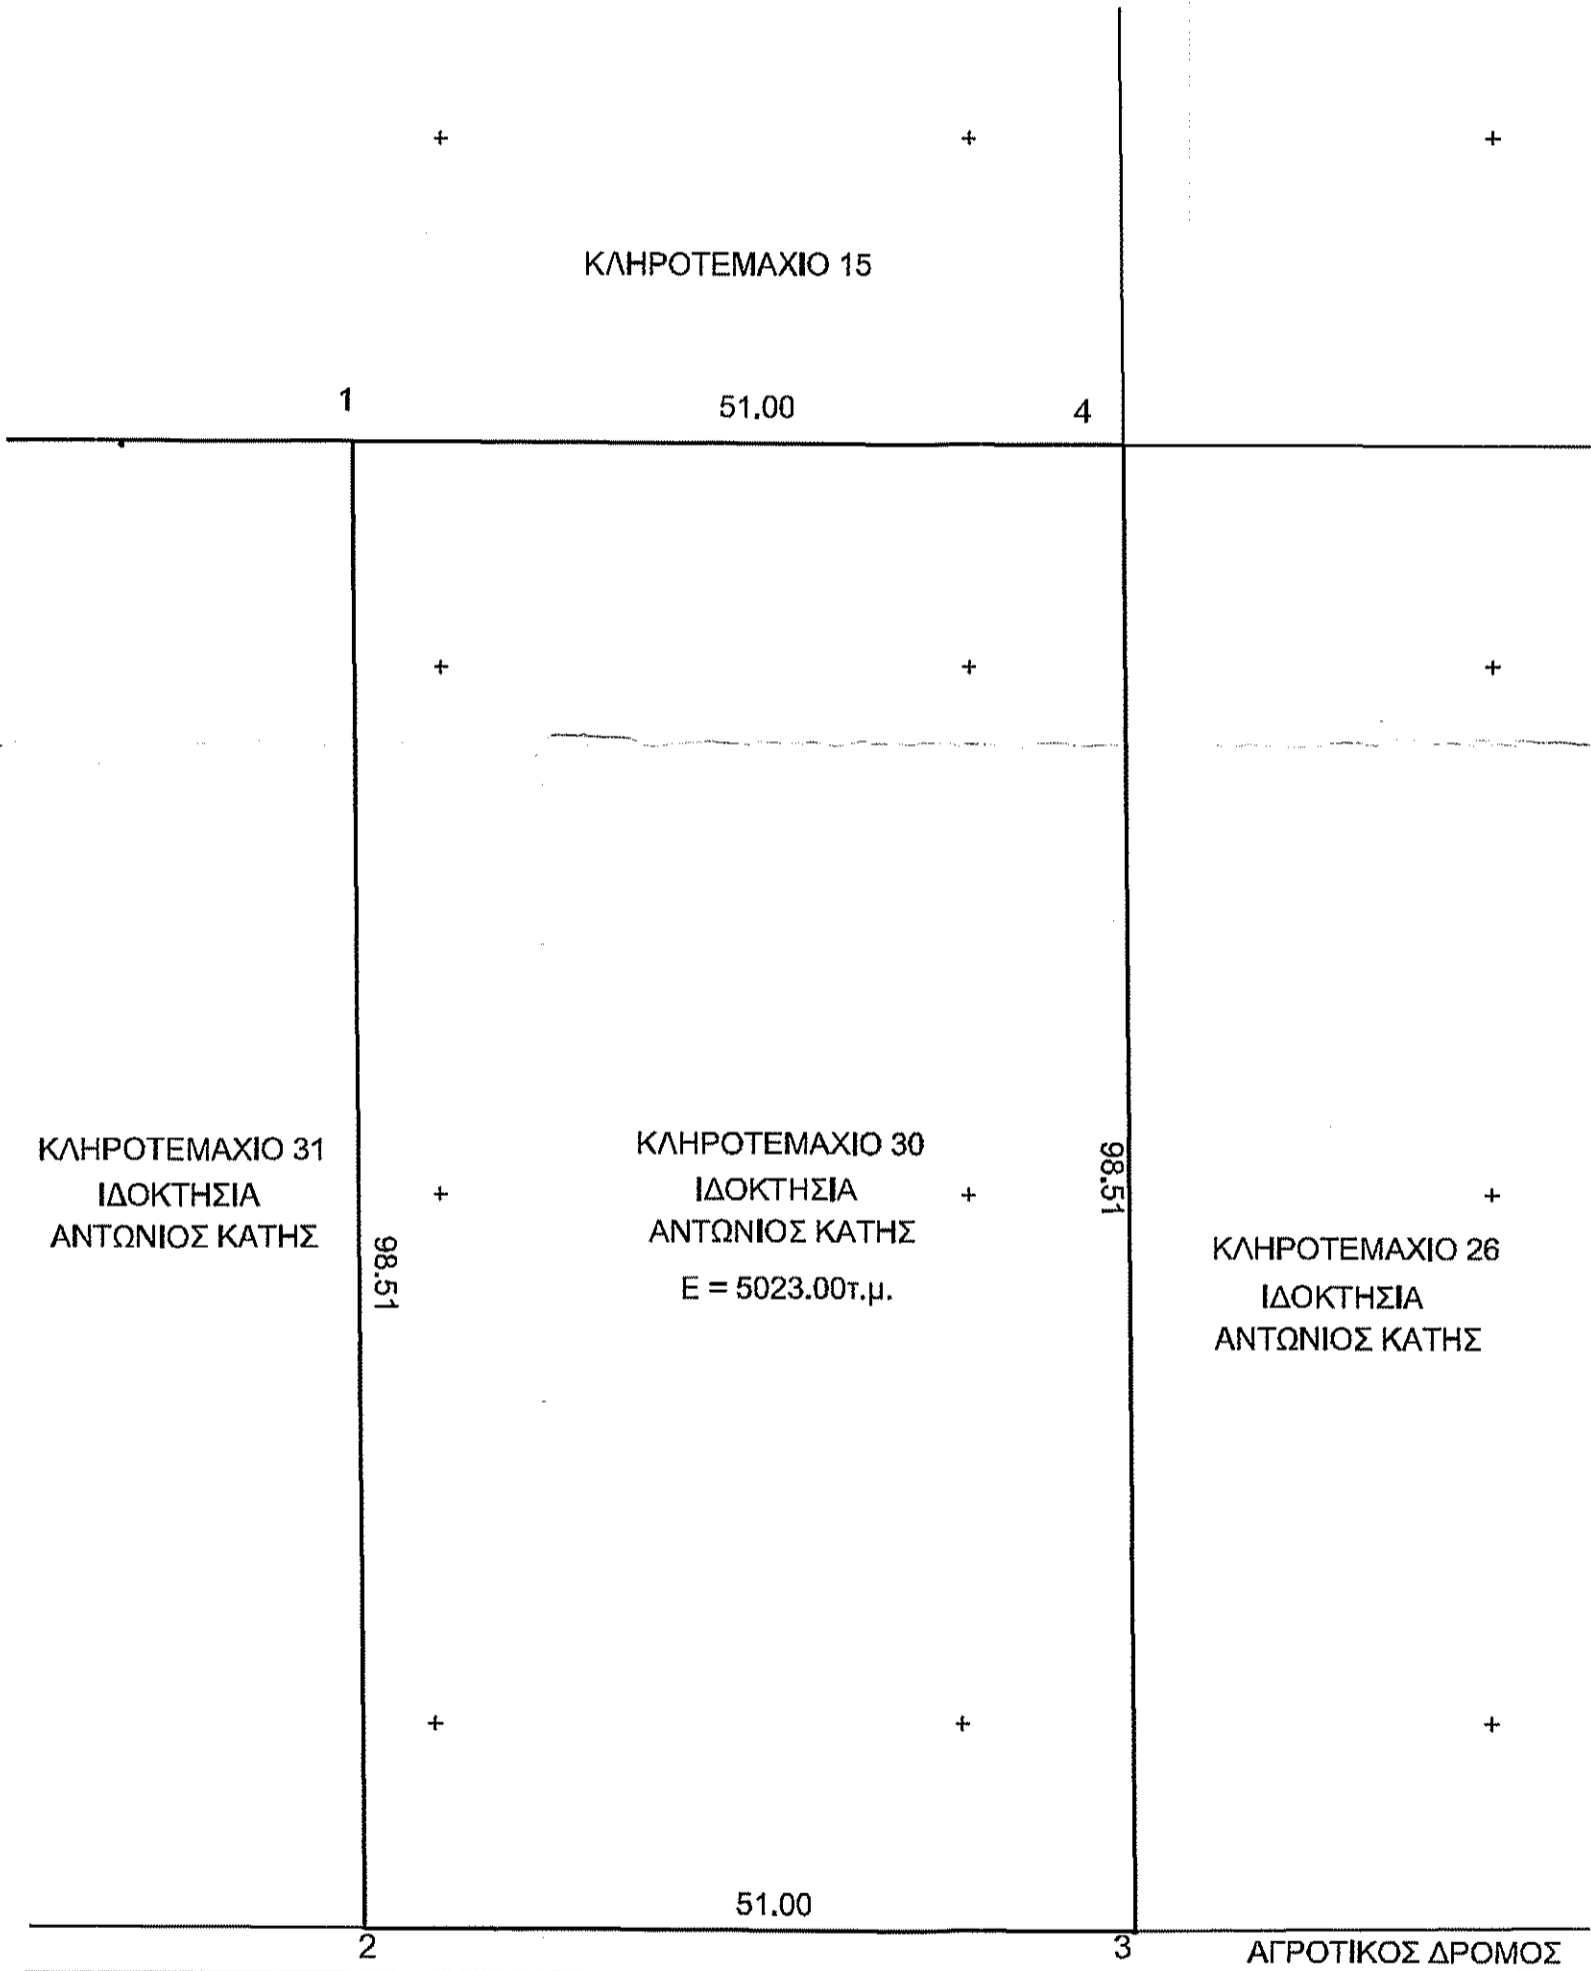 ΚΛΗΡΟΤΕΜΑΧΙΟ 15
1
51.00
4
ΚΛΗΡΟΤΕΜΑΧΙΟ 31
ΙΔΟΚΤΗΣΙΑ
ΑΝΤΩΝΙΟΣ ΚΑΤΗΣ
98.51
ΚΛΗΡΟΤΕΜΑΧΙΟ 30
ΙΔΟΚΤΗΣΙΑ
ΑΝΤΩΝΙΟΣ ΚΑΤΗΣ
Ε = 5023.00τ.μ.
98.51
ΚΛΗΡΟΤΕΜΑΧΙΟ 26
ΙΔΟΚΤΗΣΙΑ
ΑΝΤΩΝΙΟΣ ΚΑΤΗΣ
51.00
2
3
ΑΓΡΟΤΙΚΟΣ ΔΡΟΜΟΣ